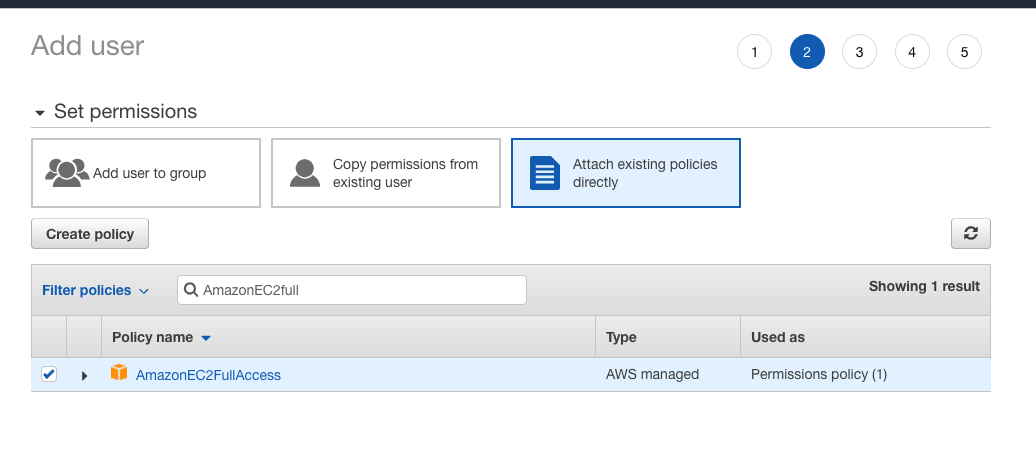 Add user
1 2 3 4 5
Set permissions
Add user to group
Copy permissions from
existing user
Attach existing policies
directly
Create policy
Filter policies
AmazonEC2full
Showing 1 result
Policy name Type Used as
AmazonEC2FullAccess AWS managed Permissions policy (1)